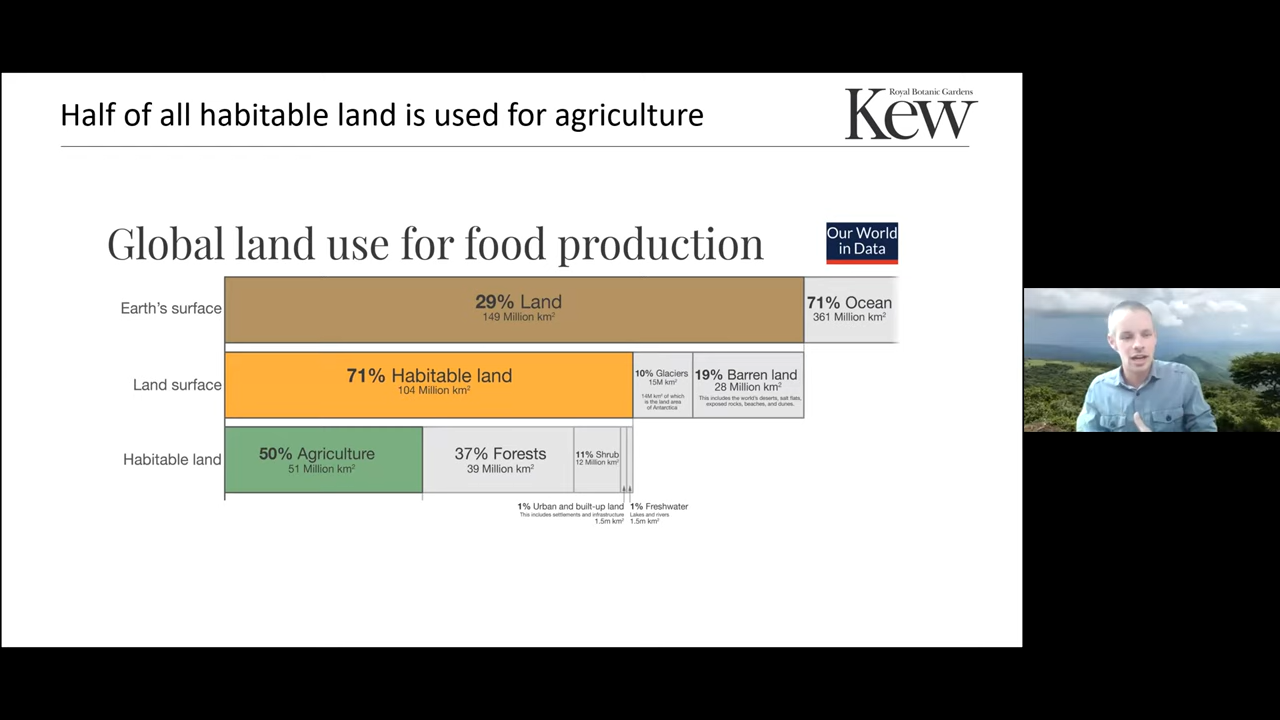 Half of all habitable land is used for agriculture
Royal Botanic Gardens
Kew
Global land use for food production
Our World
in Data
Earth's surface
29% Land
149 Million km²
71% Ocean
361 Million km²
Land surface
71% Habitable land
104 Million km²
10% Glaciers
15M km²
14M km² of which
is the land area
of Antarctica
19% Barren land
28 Million km²
This includes the world's deserts, salt flats,
exposed rocks, beaches, and dunes.
Habitable land
50% Agriculture
51 Million km²
37% Forests
39 Million km²
11% Shrub
12 Million km²
1% Urban and built-up land
This includes settlements and infrastructure
1.5m km²
1% Freshwater
Lakes and rivers
1.5m km²